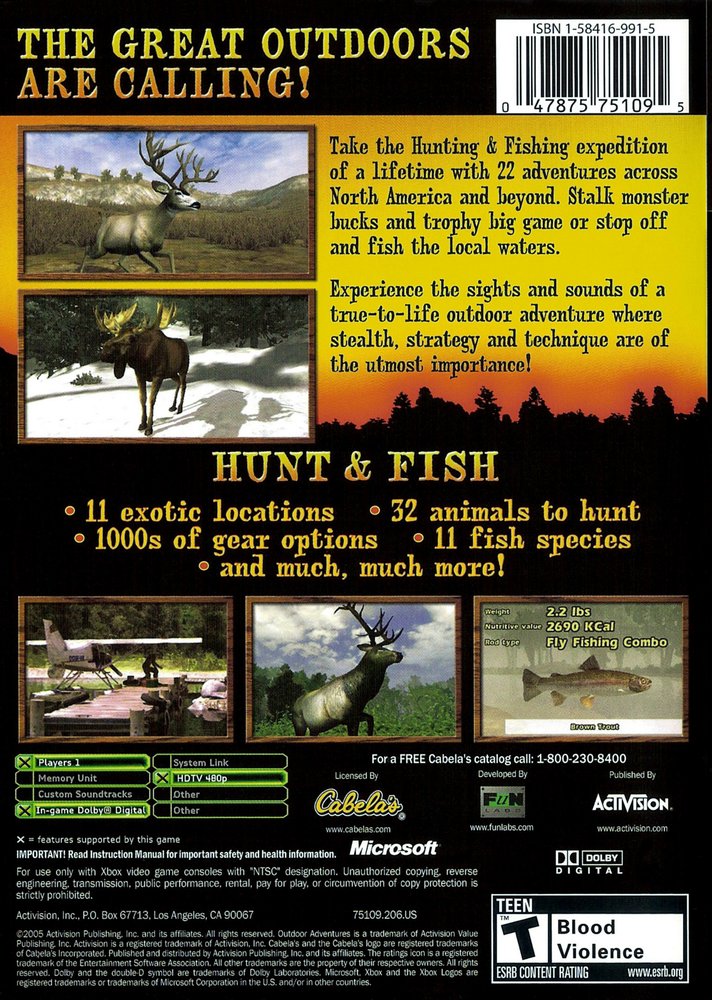 THE GREAT OUTDOORS
ARE CALLING!
ISBN 1-58416-991-5
0 47875 75109 5
Take the Hunting & Fishing expedition
of a lifetime with 22 adventures across
North America and beyond. Stalk monster
bucks and trophy big game or stop off
and fish the local waters.
Experience the sights and sounds of a
true-to-life outdoor adventure where
stealth, strategy and technique are of
the utmost importance!
HUNT & FISH
• 11 exotic locations • 32 animals to hunt
• 1000s of gear options • 11 fish species
• and much, much more!
Weight 2.2 lbs
Nutritive value 2690 KCal
Rod type Fly Fishing Combo
Brown Trout
Players 1
Memory Unit
Custom Soundtracks
In-game Dolby® Digital
System Link
HDTV 480p
Other
Other
For a FREE Cabela's catalog call: 1-800-230-8400
Licensed By
Cabela's®
www.cabelas.com
Developed By
FUN
LABS
www.funlabs.com
Published By
ACTIVISION.
www.activision.com
X = features supported by this game
IMPORTANT! Read Instruction Manual for important safety and health information.
Microsoft®
DOLBY
DIGITAL
For use only with Xbox video game consoles with "NTSC" designation. Unauthorized copying, reverse
engineering, transmission, public performance, rental, pay for play, or circumvention of copy protection is
strictly prohibited.
Activision, Inc., P.O. Box 67713, Los Angeles, CA 90067 75109.206.US
©2005 Activision Publishing, Inc. and its affiliates. All rights reserved. Outdoor Adventures is a trademark of Activision Value
Publishing, Inc. Activision is a registered trademark of Activision, Inc. Cabela's and the Cabela's logo are registered trademarks
of Cabela's Incorporated. Published and distributed by Activision Publishing, Inc. and its affiliates. The ratings icon is a registered
trademark of the Entertainment Software Association. All other trademarks are the property of their respective owners. All rights
reserved. Dolby and the double-D symbol are trademarks of Dolby Laboratories. Microsoft, Xbox and the Xbox Logos are
registered trademarks or trademarks of Microsoft Corporation in the U.S. and/or in other countries.
TEEN
T
TM
Blood
Violence
ESRB CONTENT RATING www.esrb.org